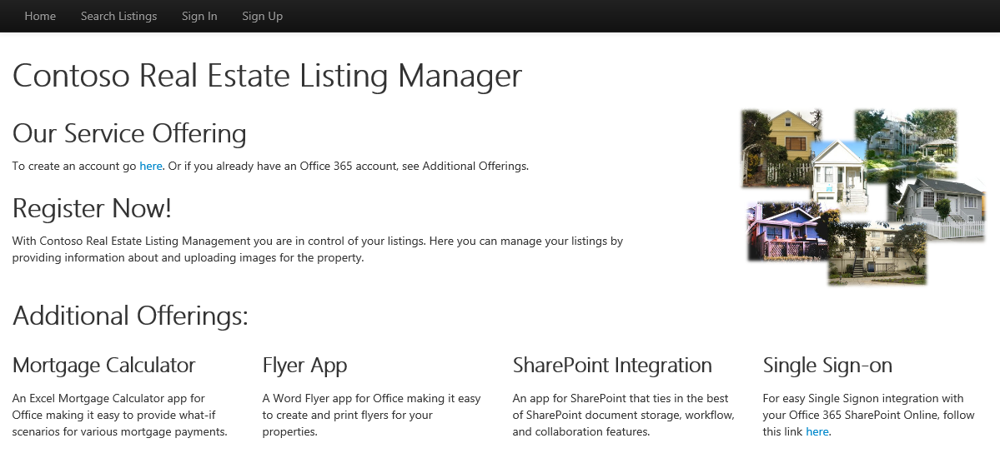 Home Search Listings Sign In Sign Up
Contoso Real Estate Listing Manager
Our Service Offering
To create an account go here. Or if you already have an Office 365 account, see Additional Offerings.
Register Now!
With Contoso Real Estate Listing Management you are in control of your listings. Here you can manage your listings by
providing information about and uploading images for the property.
Additional Offerings:
Mortgage Calculator
An Excel Mortgage Calculator app for
Office making it easy to provide what-if
scenarios for various mortgage payments.
Flyer App
A Word Flyer app for Office making it easy
to create and print flyers for your
properties.
SharePoint Integration
An app for SharePoint that ties in the best
of SharePoint document storage, workflow,
and collaboration features.
Single Sign-on
For easy Single Signon integration with
your Office 365 SharePoint Online, follow
this link here.